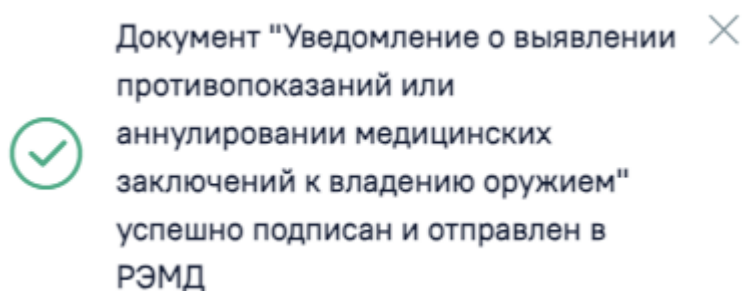 Документ "Уведомление о выявлении
противопоказаний или
аннулировании медицинских
заключений к владению оружием"
успешно подписан и отправлен в
РЭМД